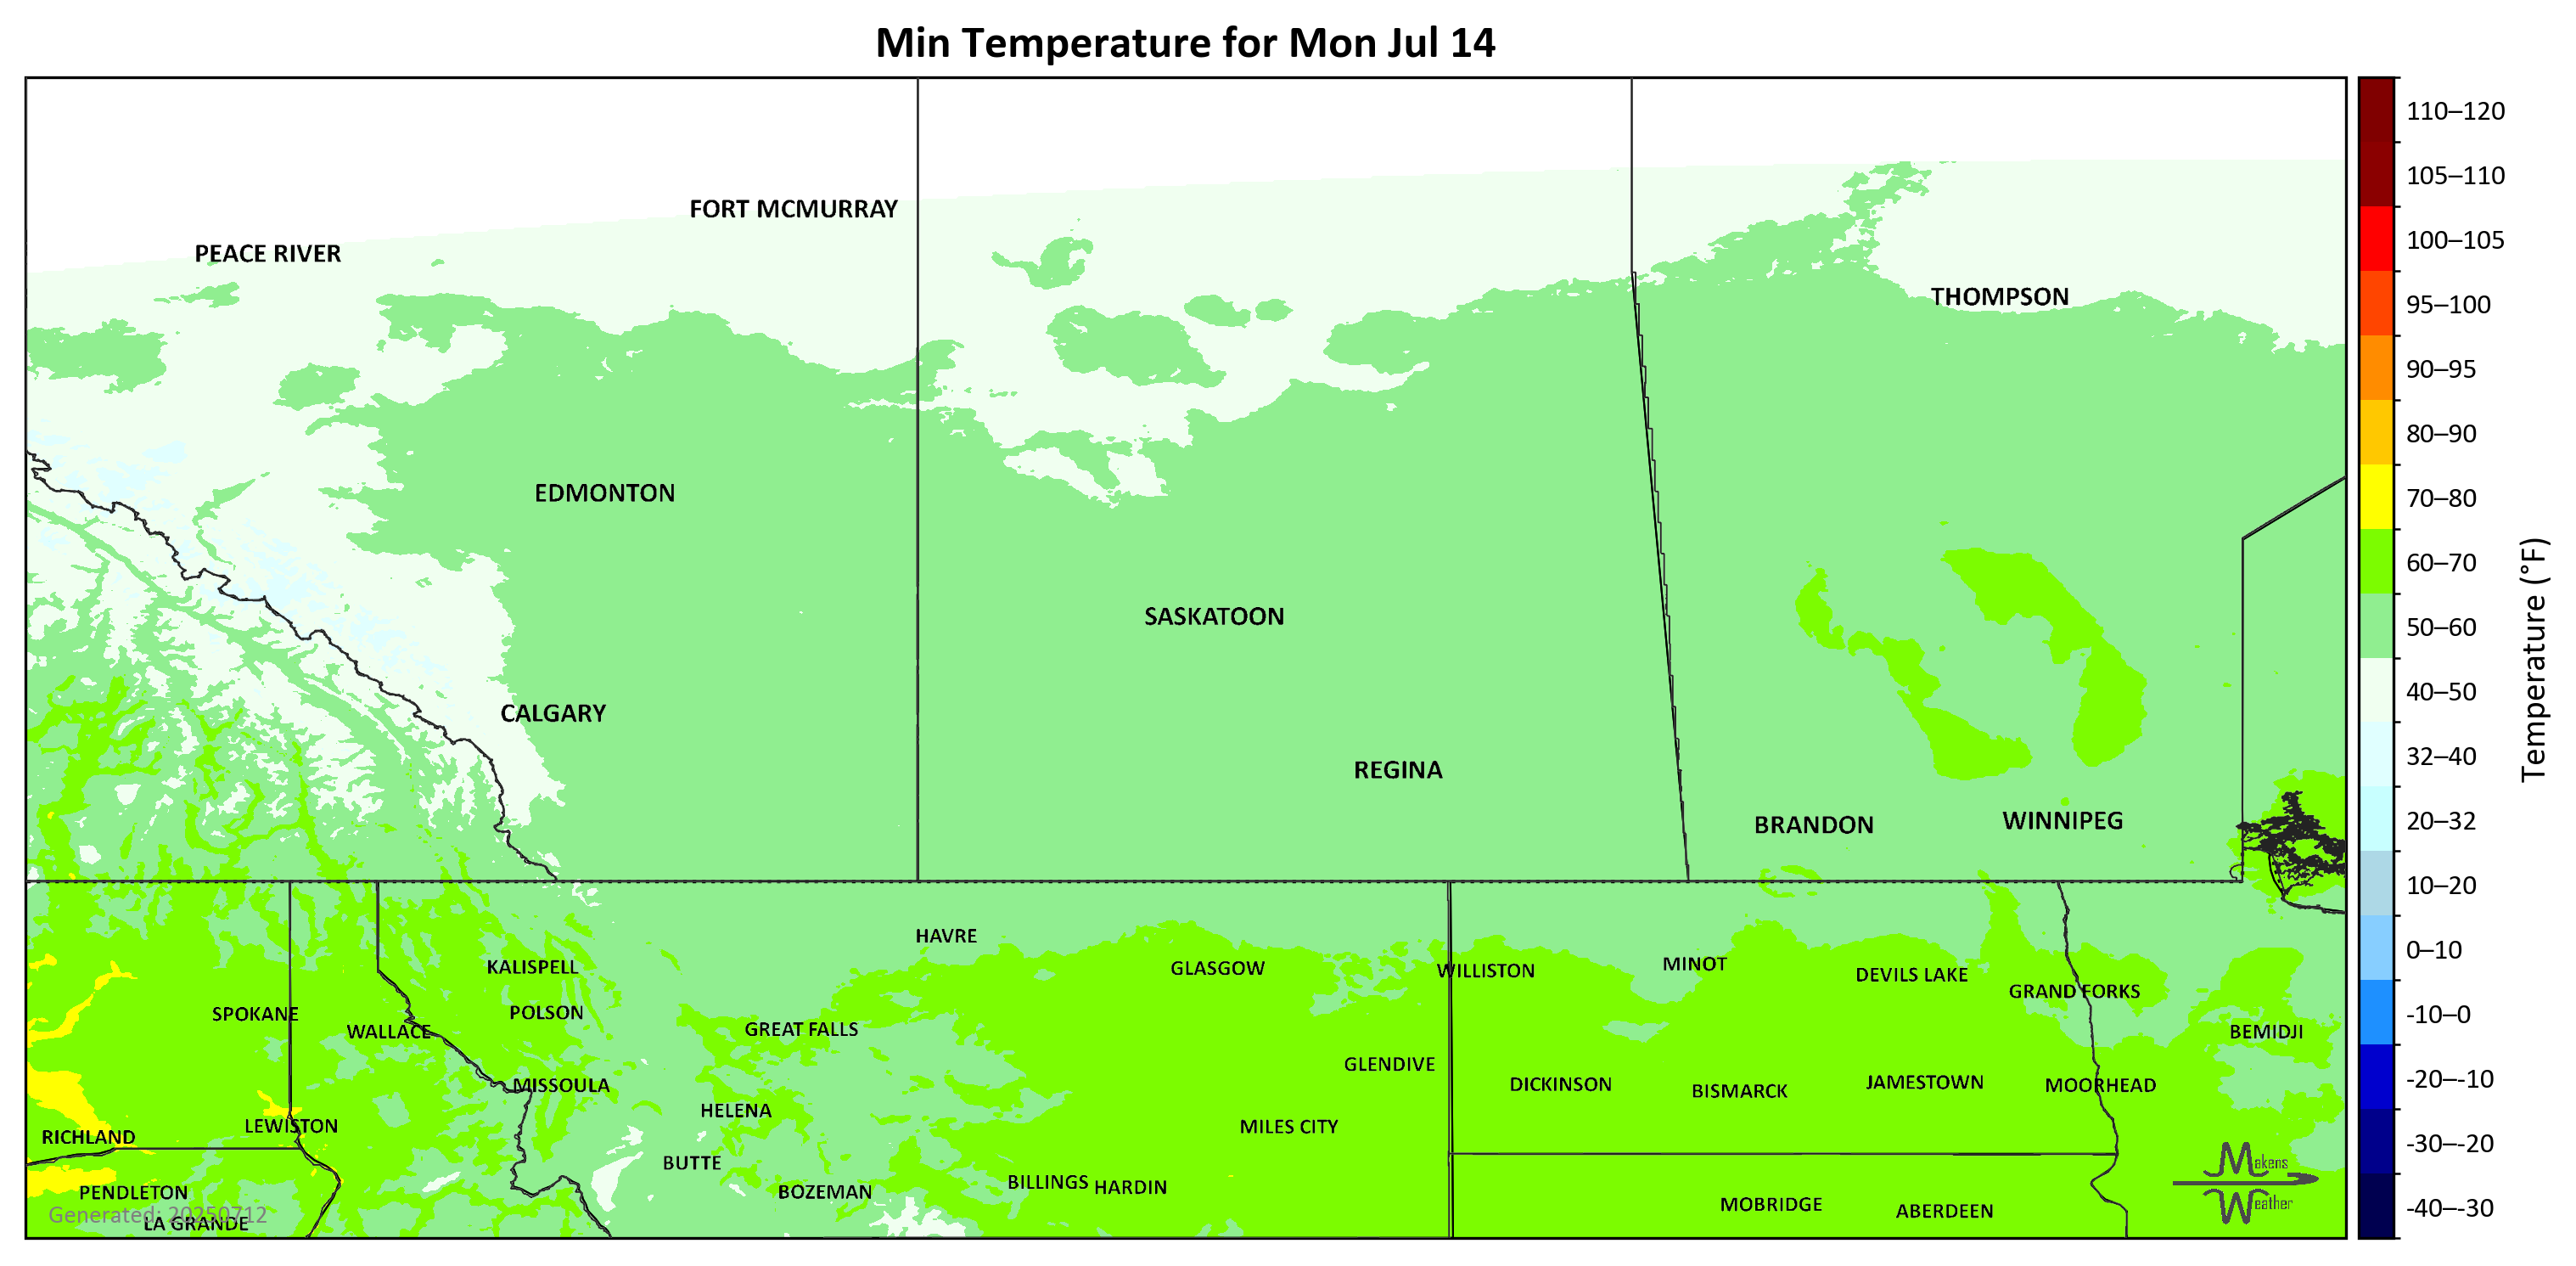 Min Temperature for Mon Jul 14
FORT MCMURRAY
PEACE RIVER
THOMPSON
EDMONTON
SASKATOON
CALGARY
REGINA
BRANDON
WINNIPEG
HAVRE
KALISPELL
GLASGOW
WILLISTON
MINOT
DEVILS LAKE
GRAND FORKS
SPOKANE
POLSON
WALLACE
GREAT FALLS
BEMIDJI
GLENDIVE
MISSOULA
DICKINSON
BISMARCK
JAMESTOWN
MOORHEAD
HELENA
LEWISTON
MILES CITY
RICHLAND
BUTTE
PENDLETON
BOZEMAN
BILLINGS
HARDIN
MOBRIDGE
ABERDEEN
Generated: 20250712
LA GRANDE
Makens
Weather
110–120
105–110
100–105
95–100
90–95
80–90
70–80
60–70
50–60
40–50
32–40
20–32
10–20
0–10
-10–0
-20–-10
-30–-20
-40–-30
Temperature (°F)